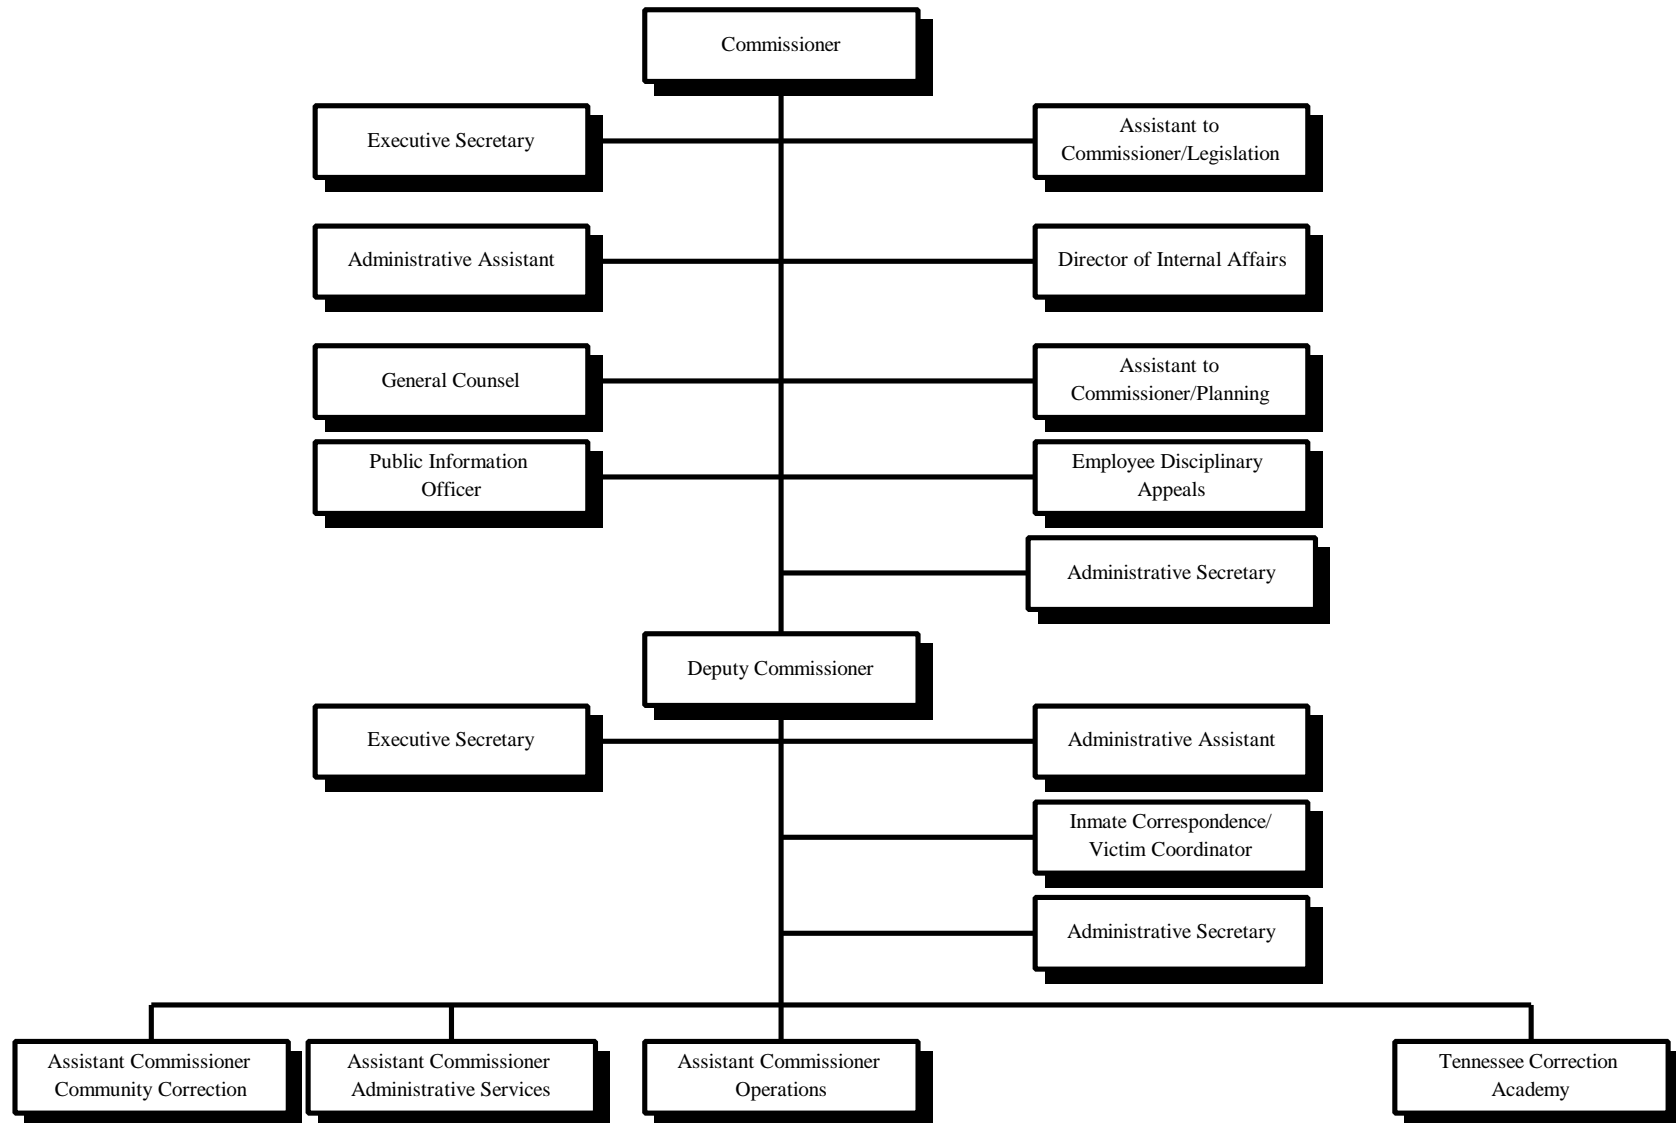 Commissioner
Executive Secretary
Assistant to
Commissioner/Legislation
Administrative Assistant
Director of Internal Affairs
General Counsel
Assistant to
Commissioner/Planning
Public Information
Officer
Employee Disciplinary
Appeals
Administrative Secretary
Deputy Commissioner
Executive Secretary
Administrative Assistant
Inmate Correspondence/
Victim Coordinator
Administrative Secretary
Assistant Commissioner
Community Correction
Assistant Commissioner
Administrative Services
Assistant Commissioner
Operations
Tennessee Correction
Academy